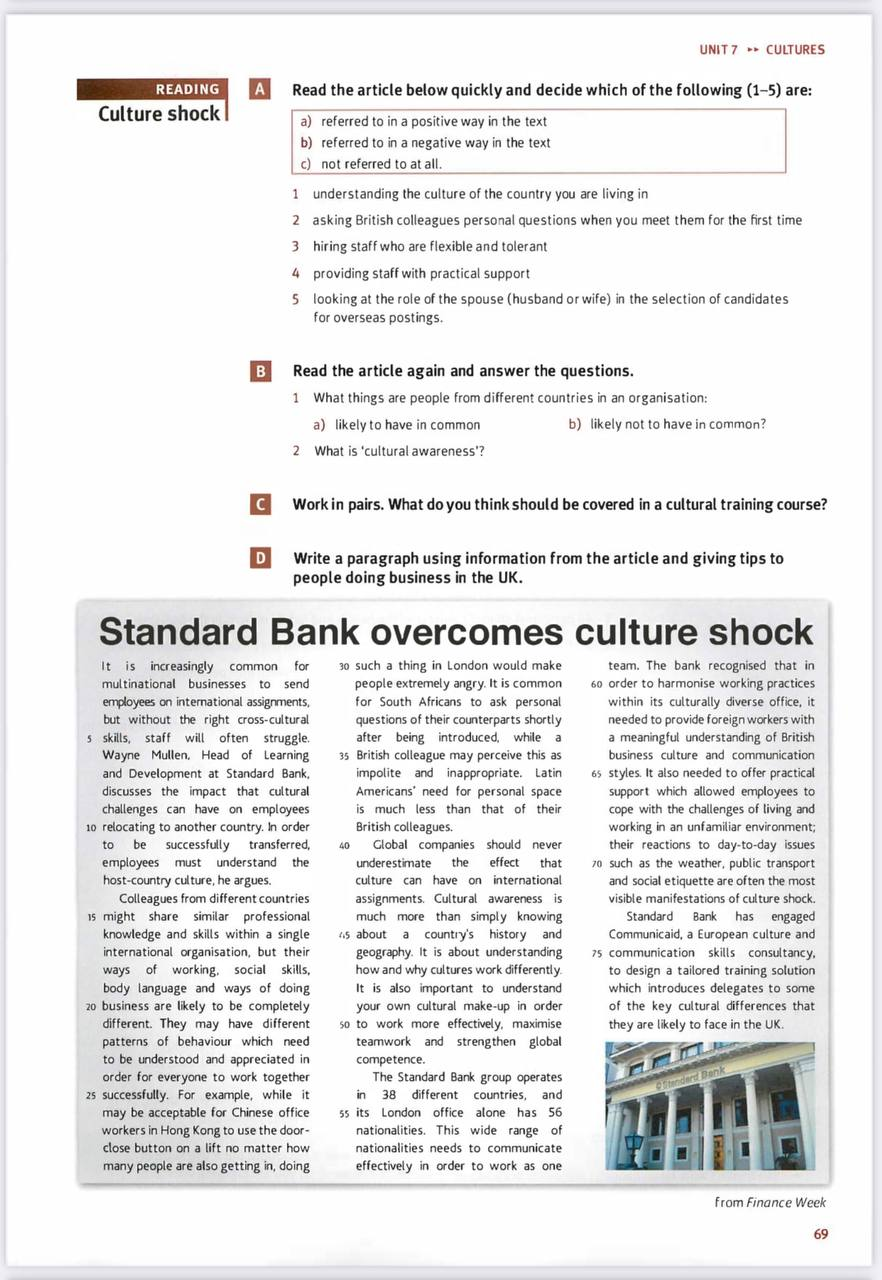 UNIT 7 ▸▸ CULTURES
READING
Culture shock
A Read the article below quickly and decide which of the following (1–5) are:
a) referred to in a positive way in the text
b) referred to in a negative way in the text
c) not referred to at all.
1 understanding the culture of the country you are living in
2 asking British colleagues personal questions when you meet them for the first time
3 hiring staff who are flexible and tolerant
4 providing staff with practical support
5 looking at the role of the spouse (husband or wife) in the selection of candidates
for overseas postings.
B Read the article again and answer the questions.
1 What things are people from different countries in an organisation:
a) likely to have in common b) likely not to have in common?
2 What is ‘cultural awareness’?
C Work in pairs. What do you think should be covered in a cultural training course?
D Write a paragraph using information from the article and giving tips to
people doing business in the UK.
Standard Bank overcomes culture shock
It is increasingly common for
multinational businesses to send
employees on international assignments,
but without the right cross-cultural
5 skills, staff will often struggle.
Wayne Mullen, Head of Learning
and Development at Standard Bank,
discusses the impact that cultural
challenges can have on employees
10 relocating to another country. In order
to be successfully transferred,
employees must understand the
host-country culture, he argues.
Colleagues from different countries
15 might share similar professional
knowledge and skills within a single
international organisation, but their
ways of working, social skills,
body language and ways of doing
20 business are likely to be completely
different. They may have different
patterns of behaviour which need
to be understood and appreciated in
order for everyone to work together
25 successfully. For example, while it
may be acceptable for Chinese office
workers in Hong Kong to use the door-
close button on a lift no matter how
many people are also getting in, doing
30 such a thing in London would make
people extremely angry. It is common
for South Africans to ask personal
questions of their counterparts shortly
after being introduced, while a
35 British colleague may perceive this as
impolite and inappropriate. Latin
Americans’ need for personal space
is much less than that of their
British colleagues.
40 Global companies should never
underestimate the effect that
culture can have on international
assignments. Cultural awareness is
much more than simply knowing
45 about a country’s history and
geography. It is about understanding
how and why cultures work differently.
It is also important to understand
your own cultural make-up in order
50 to work more effectively, maximise
teamwork and strengthen global
competence.
The Standard Bank group operates
in 38 different countries, and
55 its London office alone has 56
nationalities. This wide range of
nationalities needs to communicate
effectively in order to work as one
team. The bank recognised that in
60 order to harmonise working practices
within its culturally diverse office, it
needed to provide foreign workers with
a meaningful understanding of British
business culture and communication
65 styles. It also needed to offer practical
support which allowed employees to
cope with the challenges of living and
working in an unfamiliar environment;
their reactions to day-to-day issues
70 such as the weather, public transport
and social etiquette are often the most
visible manifestations of culture shock.
Standard Bank has engaged
Communicaid, a European culture and
75 communication skills consultancy,
to design a tailored training solution
which introduces delegates to some
of the key cultural differences that
they are likely to face in the UK.
Standard Bank
from Finance Week
69